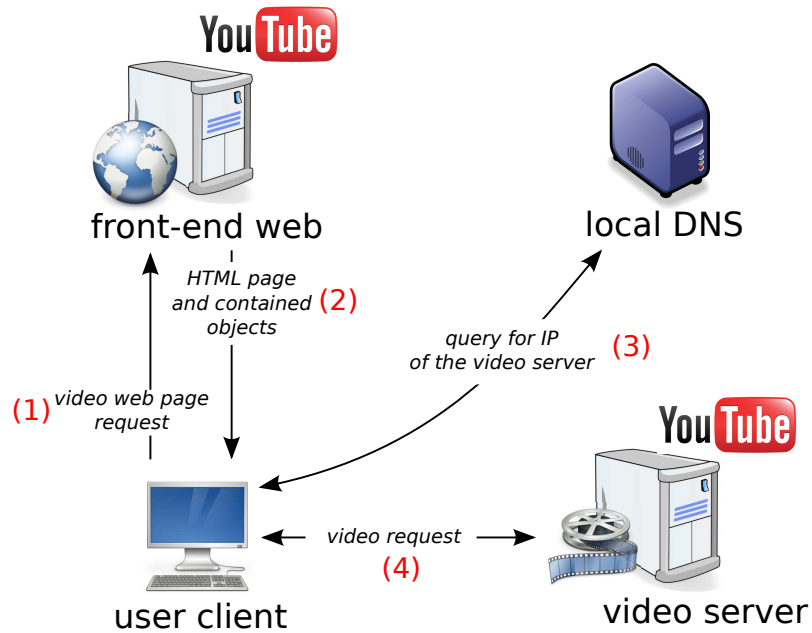 YouTube
front-end web
local DNS
HTML page
and contained
objects
(2)
query for IP
of the video server
(3)
(1)
video web page
request
YouTube
video request
(4)
user client
video server